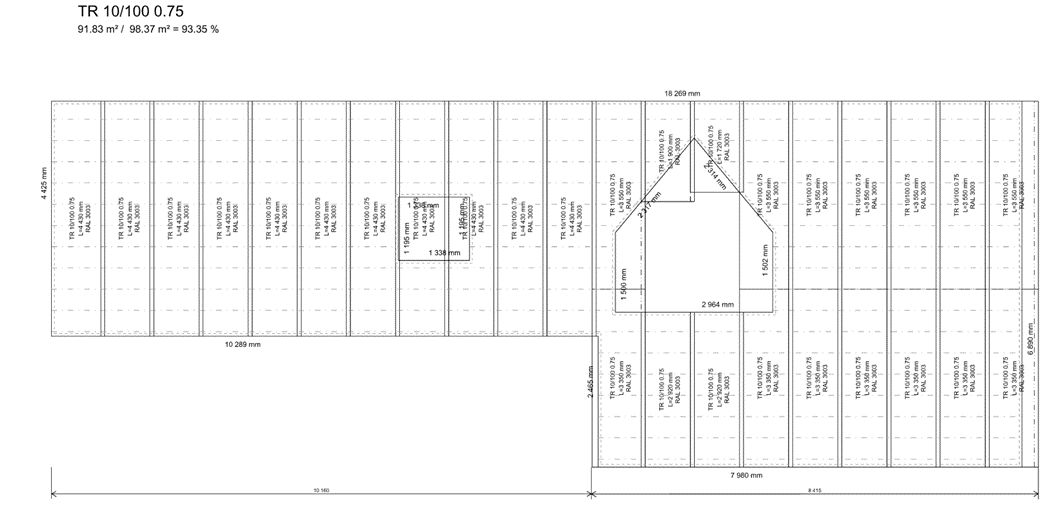 TR 10/100 0.75
91.83 m² / 98.37 m² = 93.35 %
18 269 mm
4 425 mm
TR 10/100 0.75
L=4 430 mm
RAL 3003
TR 10/100 0.75
L=4 430 mm
RAL 3003
TR 10/100 0.75
L=4 430 mm
RAL 3003
TR 10/100 0.75
L=4 430 mm
RAL 3003
TR 10/100 0.75
L=4 430 mm
RAL 3003
TR 10/100 0.75
L=4 430 mm
RAL 3003
TR 10/100 0.75
L=4 430 mm
RAL 3003
TR 10/100 0.75
L=4 430 mm
RAL 3003
TR 10/100 0.75
L=4 430 mm
RAL 3003
TR 10/100 0.75
L=4 430 mm
RAL 3003
TR 10/100 0.75
L=4 430 mm
RAL 3003
1 338 mm
1 195 mm
1 195 mm
1 338 mm
TR 10/100 0.75
L=3 550 mm
RAL 3003
TR 10/100 0.75
L=1 900 mm
RAL 3003
TR 10/100 0.75
L=1 720 mm
RAL 3003
TR 10/100 0.75
L=3 550 mm
RAL 3003
TR 10/100 0.75
L=3 550 mm
RAL 3003
TR 10/100 0.75
L=3 550 mm
RAL 3003
TR 10/100 0.75
L=3 550 mm
RAL 3003
TR 10/100 0.75
L=3 550 mm
RAL 3003
TR 10/100 0.75
L=3 550 mm
RAL 3003
2 314 mm
1 500 mm
1 502 mm
2 964 mm
10 289 mm
2 465 mm
6 890 mm
TR 10/100 0.75
L=3 350 mm
RAL 3003
TR 10/100 0.75
L=2 920 mm
RAL 3003
TR 10/100 0.75
L=2 920 mm
RAL 3003
TR 10/100 0.75
L=3 350 mm
RAL 3003
TR 10/100 0.75
L=3 350 mm
RAL 3003
TR 10/100 0.75
L=3 350 mm
RAL 3003
TR 10/100 0.75
L=3 350 mm
RAL 3003
TR 10/100 0.75
L=3 350 mm
RAL 3003
TR 10/100 0.75
L=3 350 mm
RAL 3003
7 980 mm
10 160
8 415